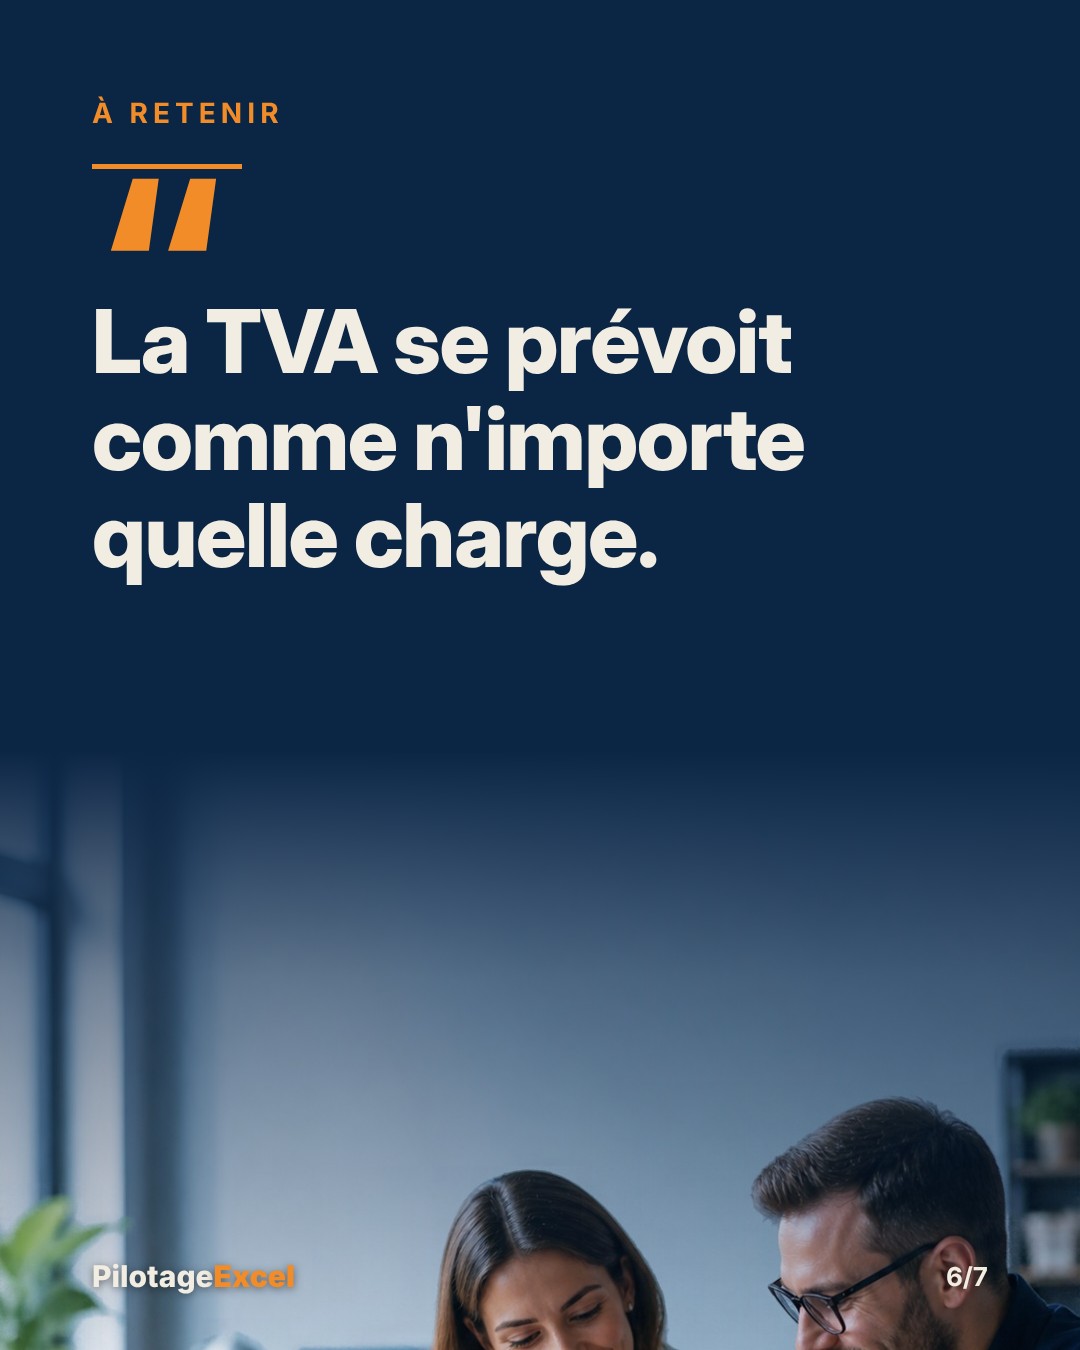 À RETENIR
"
La TVA se prévoit
comme n'importe
quelle charge.
PilotageExcel
6/7